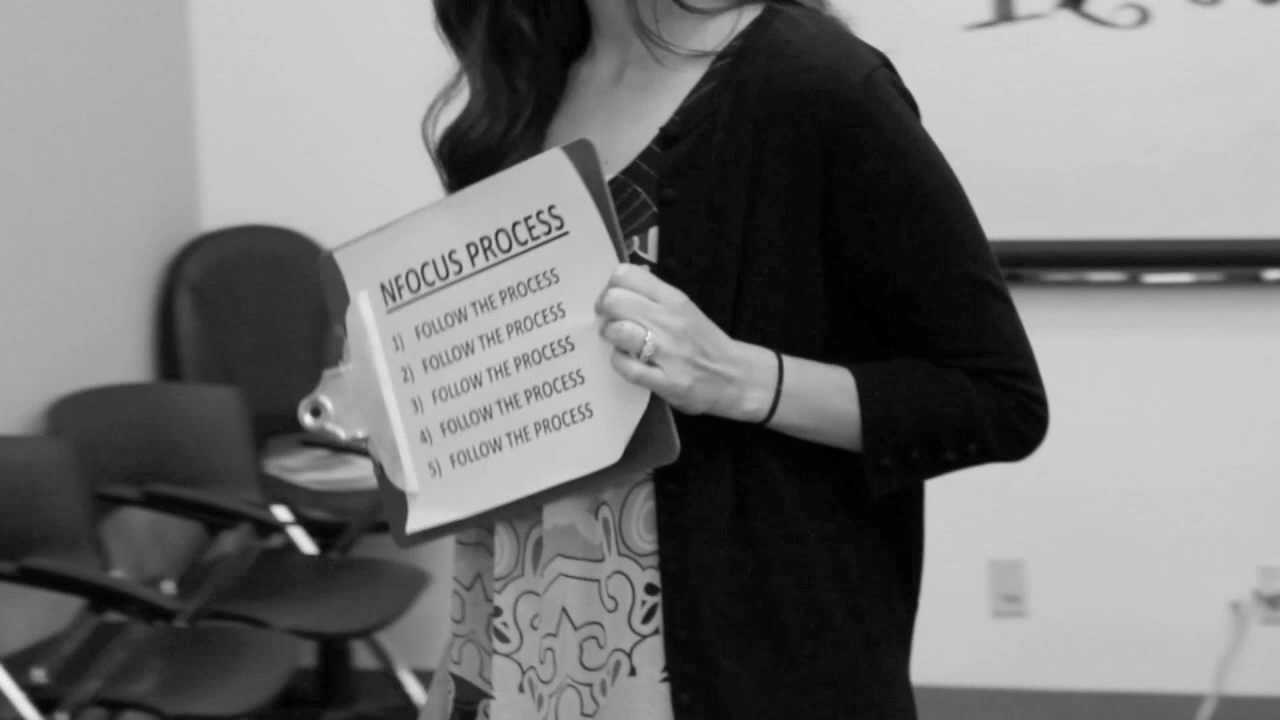 NFOCUS PROCESS
1) FOLLOW THE PROCESS
2) FOLLOW THE PROCESS
3) FOLLOW THE PROCESS
4) FOLLOW THE PROCESS
5) FOLLOW THE PROCESS